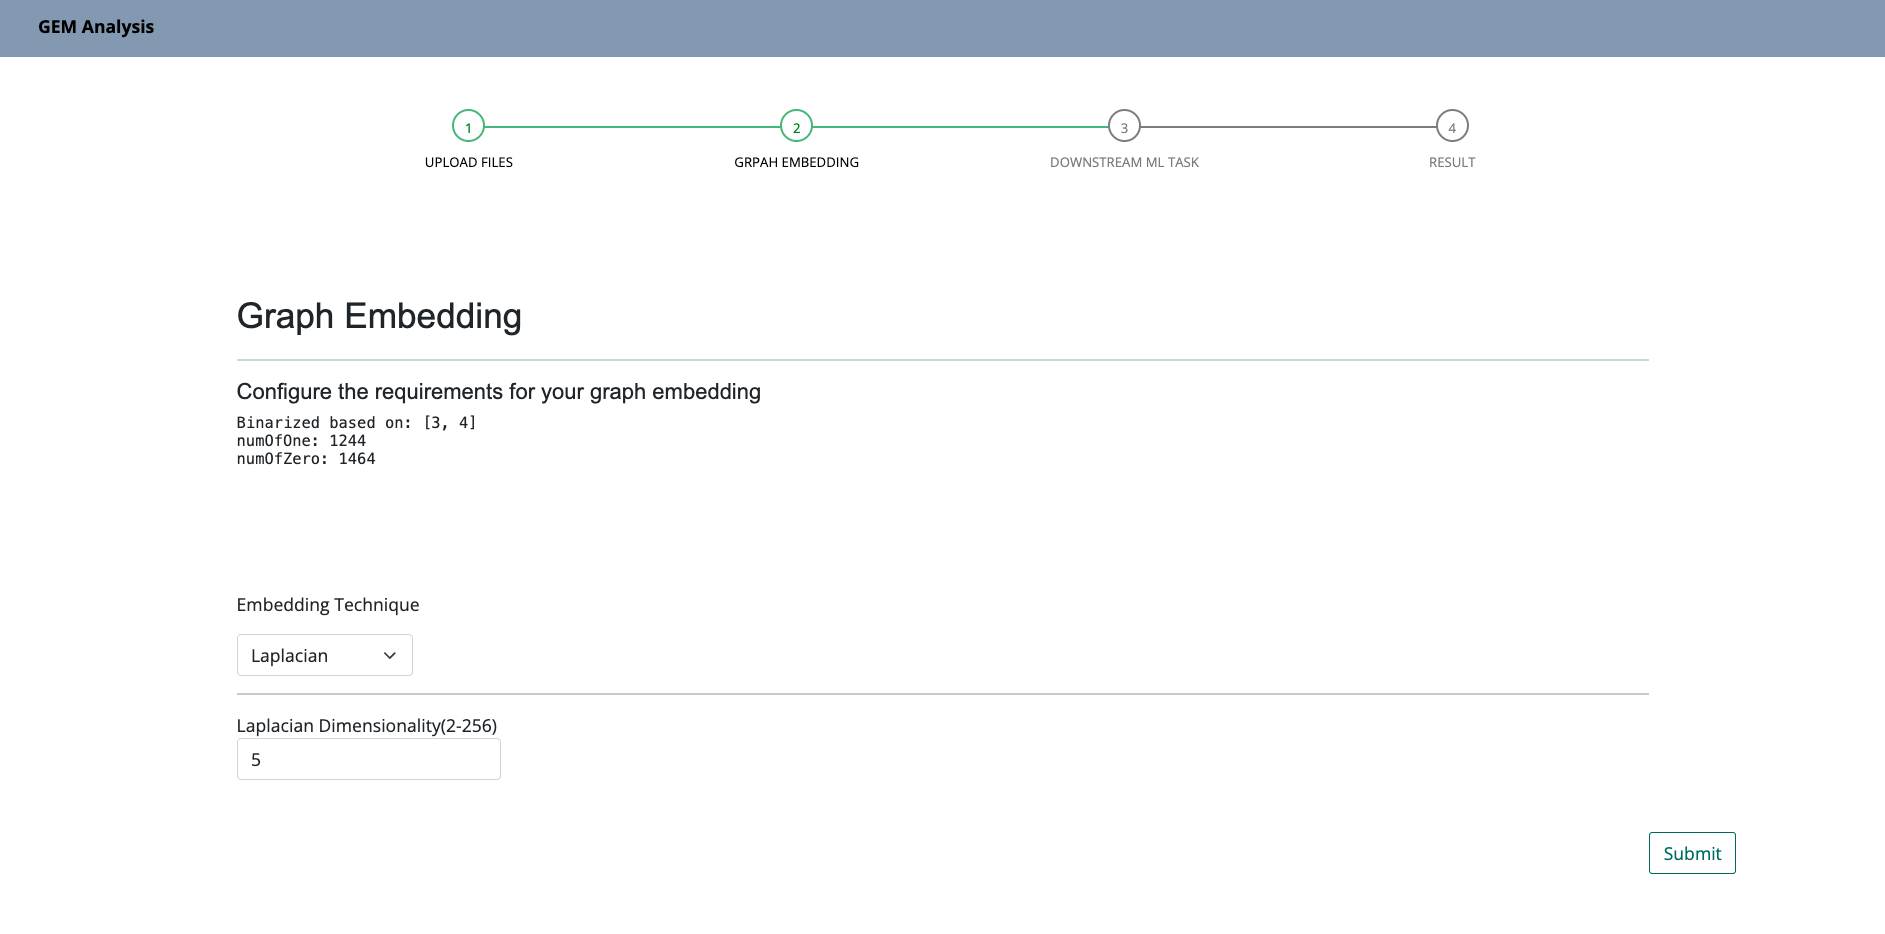 GEM Analysis
1
2
3
4
UPLOAD FILES
GRPAH EMBEDDING
DOWNSTREAM ML TASK
RESULT
Graph Embedding
Configure the requirements for your graph embedding
Binarized based on: [3, 4]
numOfOne: 1244
numOfZero: 1464
Embedding Technique
Laplacian
Laplacian Dimensionality(2-256)
5
Submit